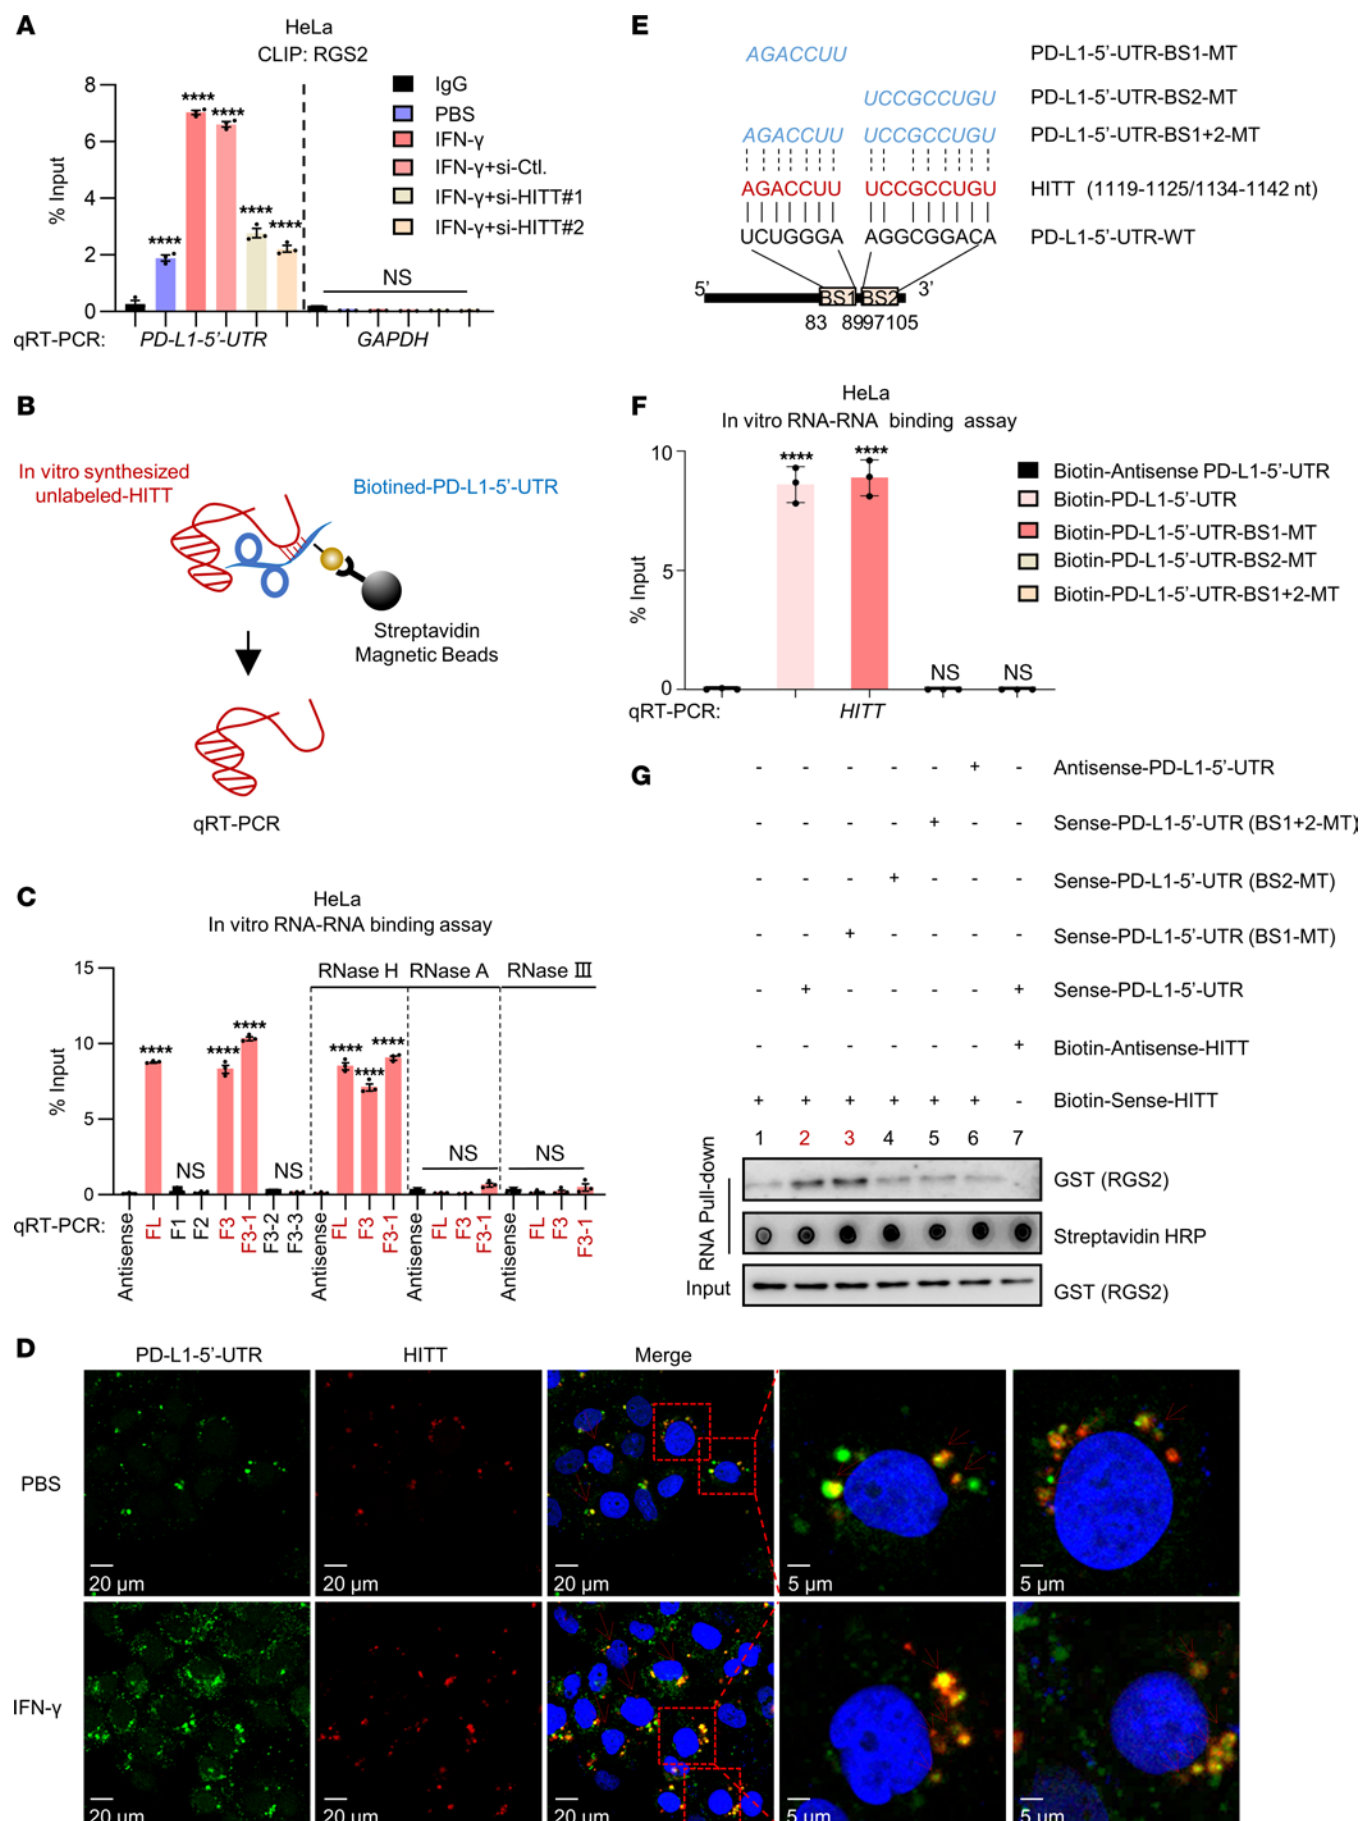 A
HeLa
CLIP: RGS2
% Input
8
6
4
2
0
****
****
****
****
****
NS
IgG
PBS
IFN-γ
IFN-γ+si-Ctl.
IFN-γ+si-HITT#1
IFN-γ+si-HITT#2
qRT-PCR: PD-L1-5'-UTR GAPDH
B
In vitro synthesized
unlabeled-HITT
Biotined-PD-L1-5'-UTR
Streptavidin
Magnetic Beads
qRT-PCR
C
HeLa
In vitro RNA-RNA binding assay
% Input
15
10
5
0
RNase H RNase A RNase III
****
NS
****
****
NS
****
****
****
NS
NS
qRT-PCR: Antisense FL F1 F2 F3 F3-1 F3-2 F3-3 Antisense FL F3 F3-1 Antisense FL F3 F3-1 Antisense FL F3 F3-1
D
PD-L1-5'-UTR HITT Merge
PBS
20 μm 20 μm 20 μm 5 μm 5 μm
IFN-γ
20 μm 20 μm 20 μm 5 μm 5 μm
E
AGACCUU PD-L1-5'-UTR-BS1-MT
UCCGCCUGU PD-L1-5'-UTR-BS2-MT
AGACCUU UCCGCCUGU PD-L1-5'-UTR-BS1+2-MT
AGACCUU UCCGCCUGU HITT (1119-1125/1134-1142 nt)
UCUGGGA AGGCGGACA PD-L1-5'-UTR-WT
5' BS1 BS2 3'
83 8997105
F
HeLa
In vitro RNA-RNA binding assay
% Input
10
5
0
****
****
NS
NS
Biotin-Antisense PD-L1-5'-UTR
Biotin-PD-L1-5'-UTR
Biotin-PD-L1-5'-UTR-BS1-MT
Biotin-PD-L1-5'-UTR-BS2-MT
Biotin-PD-L1-5'-UTR-BS1+2-MT
qRT-PCR: HITT
G
- - - - - + - Antisense-PD-L1-5'-UTR
- - - - + - - Sense-PD-L1-5'-UTR (BS1+2-MT)
- - - + - - - Sense-PD-L1-5'-UTR (BS2-MT)
- - + - - - - Sense-PD-L1-5'-UTR (BS1-MT)
- + - - - - + Sense-PD-L1-5'-UTR
- - - - - - + Biotin-Antisense-HITT
+ + + + + + - Biotin-Sense-HITT
1 2 3 4 5 6 7
RNA Pull-down
GST (RGS2)
Streptavidin HRP
Input
GST (RGS2)